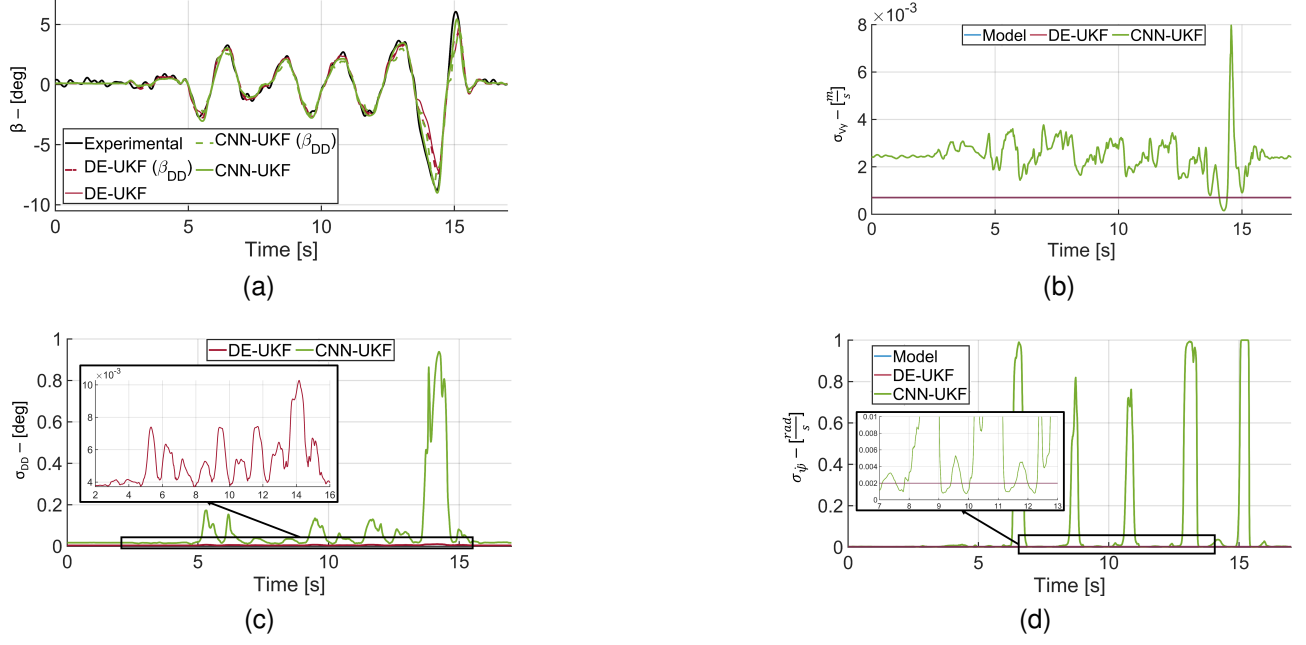 5
0
-5
-10
β – [deg]
Experimental
DE-UKF (β_DD)
DE-UKF
CNN-UKF (β_DD)
CNN-UKF
0 5 10 15
Time [s]
(a)
×10⁻³
8
6
4
2
0
σ_vy – [m/s]
Model DE-UKF CNN-UKF
0 5 10 15
Time [s]
(b)
1
0.8
0.6
0.4
0.2
0
σ_DD – [deg]
DE-UKF CNN-UKF
×10⁻³
10
8
6
4
2 4 6 8 10 12 14 16
0 5 10 15
Time [s]
(c)
1
0.8
0.6
0.4
0.2
0
σ_ψ̇ – [rad/s]
Model
DE-UKF
CNN-UKF
0.01
0.008
0.006
0.004
0.002
0
7 8 9 10 11 12 13
0 5 10 15
Time [s]
(d)